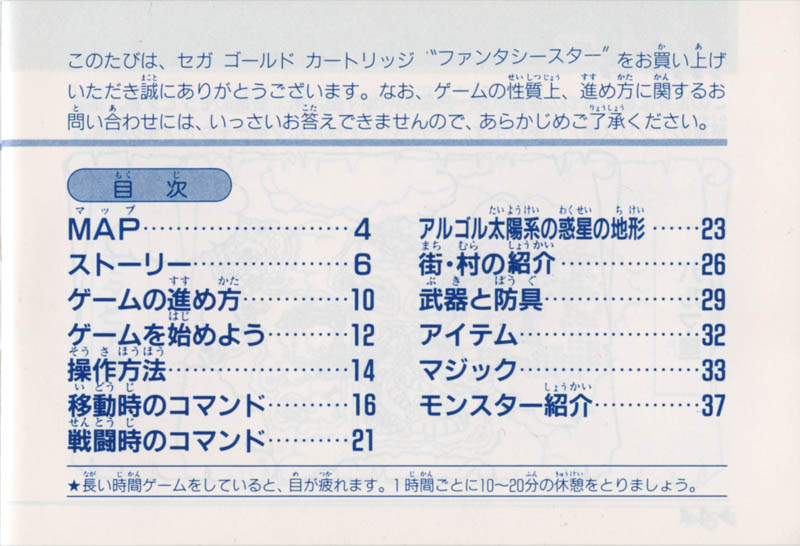 このたびは、セガ ゴールド カートリッジ “ファンタシースター” をお買い上げ
いただき誠にありがとうございます。なお、ゲームの性質上、進め方に関するお
問い合わせには、いっさいお答えできませんので、あらかじめご了承ください。
目次
MAP……………………4
ストーリー………………6
ゲームの進め方…………10
ゲームを始めよう………12
操作方法…………………14
移動時のコマンド………16
戦闘時のコマンド………21
アルゴル太陽系の惑星の地形……23
街・村の紹介……………26
武器と防具………………29
アイテム…………………32
マジック…………………33
モンスター紹介…………37
★長い時間ゲームをしていると、目が疲れます。1時間ごとに10〜20分の休憩をとりましょう。